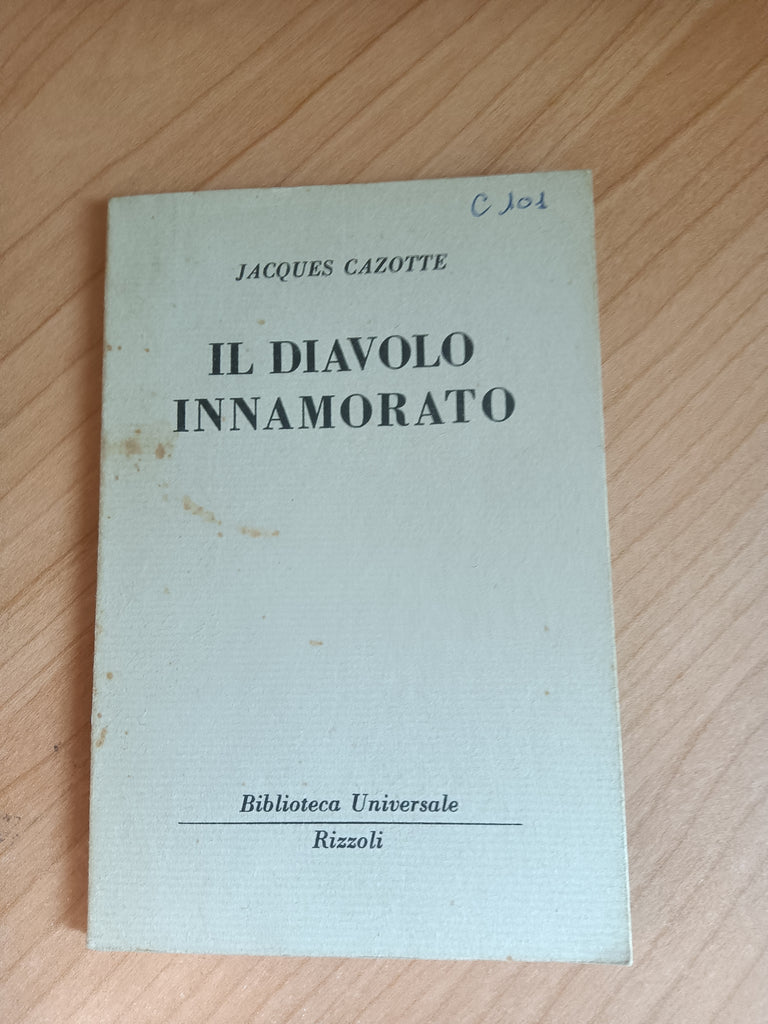 C 101
JACQUES CAZOTTE
IL DIAVOLO
INNAMORATO
Biblioteca Universale
Rizzoli